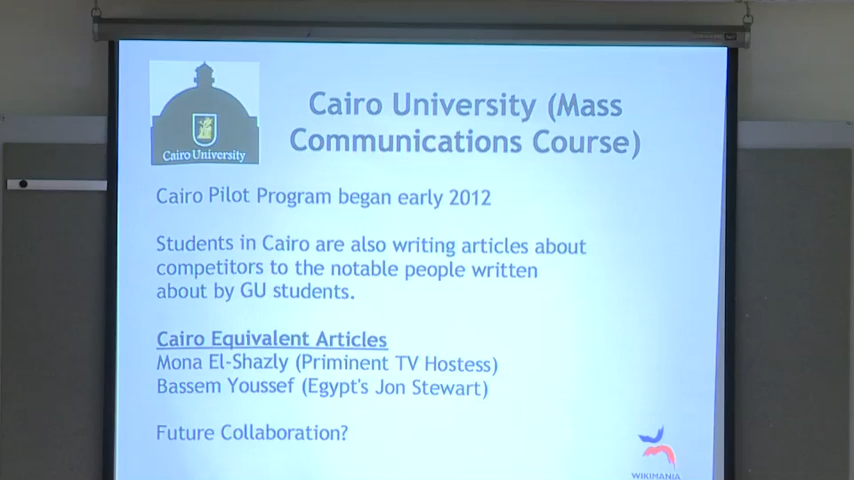 Cairo University
Cairo University (Mass
Communications Course)
Cairo Pilot Program began early 2012
Students in Cairo are also writing articles about
competitors to the notable people written
about by GU students.
Cairo Equivalent Articles
Mona El-Shazly (Priminent TV Hostess)
Bassem Youssef (Egypt's Jon Stewart)
Future Collaboration?
WIKIMANIA